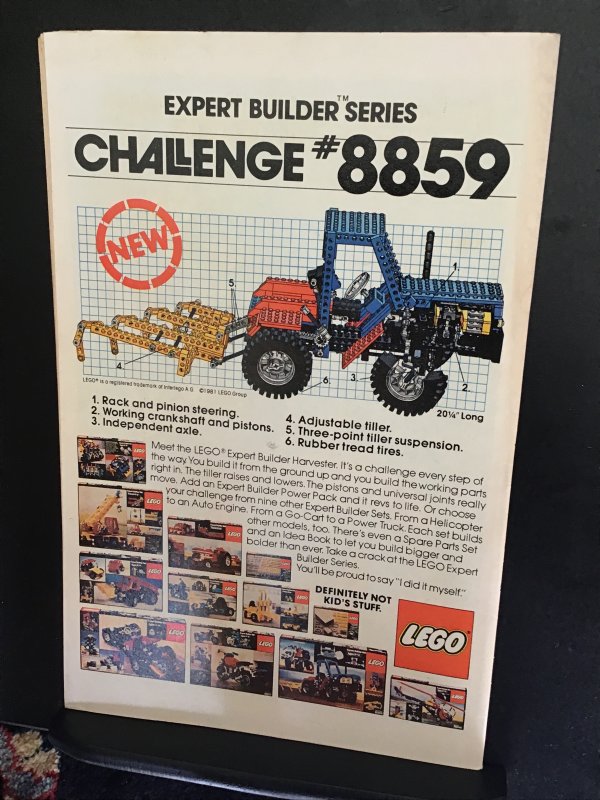 EXPERT BUILDER™ SERIES
CHALLENGE #8859
NEW
1
5
2
3
4
6
LEGO® is a registered trademark of Interlego A.G. ©1981 LEGO Group
20¼" Long
1. Rack and pinion steering.
2. Working crankshaft and pistons.
3. Independent axle.
4. Adjustable tiller.
5. Three-point tiller suspension.
6. Rubber tread tires.
Meet the LEGO® Expert Builder Harvester. It's a challenge every step of
the way. You build it from the ground up and you build the working parts
right in. The tiller raises and lowers. The pistons and universal joints really
move. Add an Expert Builder Power Pack and it revs to life. Or choose
your challenge from nine other Expert Builder Sets. From a Helicopter
to an Auto Engine. From a Go-Cart to a Power Truck. Each set builds
other models, too. There's even a Spare Parts Set
and an Idea Book to let you build bigger and
bolder than ever. Take a crack at the LEGO Expert
Builder Series.
You'll be proud to say "I did it myself."
DEFINITELY NOT
KID'S STUFF.
LEGO